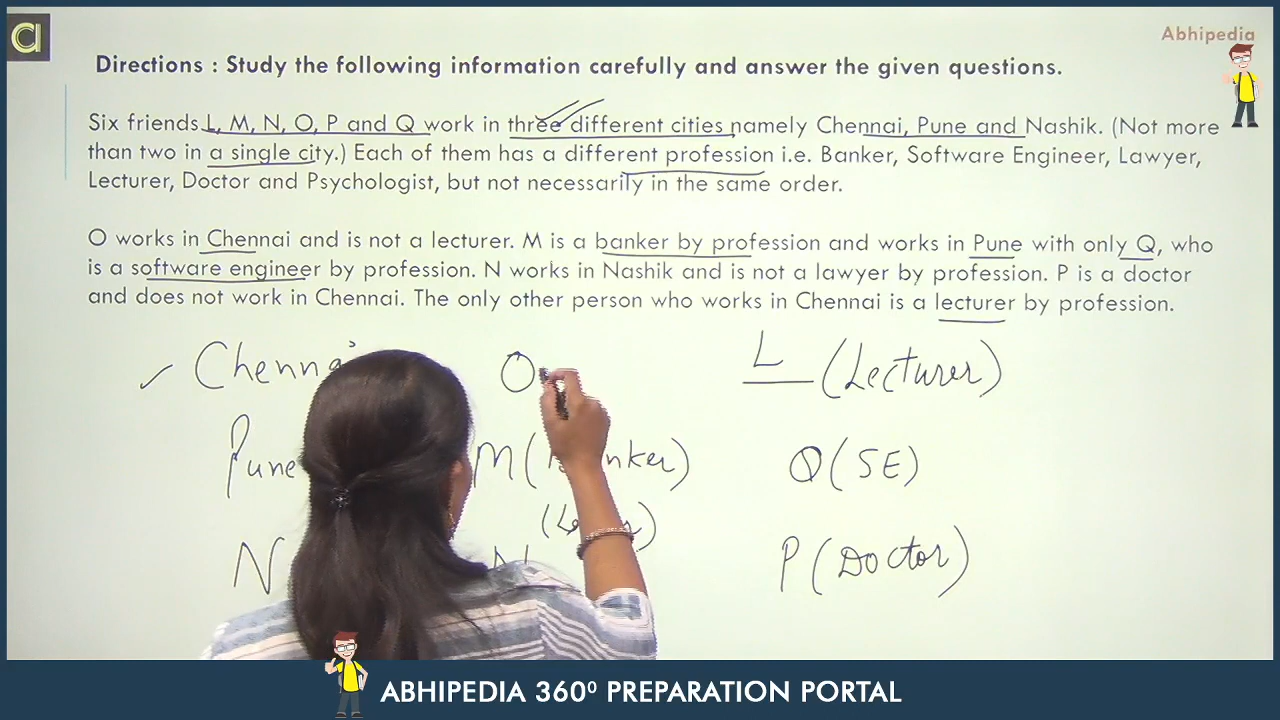 Abhipedia
Directions : Study the following information carefully and answer the given questions.
Six friends L, M, N, O, P and Q work in three different cities namely Chennai, Pune and Nashik. (Not more
than two in a single city.) Each of them has a different profession i.e. Banker, Software Engineer, Lawyer,
Lecturer, Doctor and Psychologist, but not necessarily in the same order.
O works in Chennai and is not a lecturer. M is a banker by profession and works in Pune with only Q, who
is a software engineer by profession. N works in Nashik and is not a lawyer by profession. P is a doctor
and does not work in Chennai. The only other person who works in Chennai is a lecturer by profession.
Chennai O L (Lecturer)
Pune M ( nker) Q (SE)
N N P (Doctor)
ABHIPEDIA 360⁰ PREPARATION PORTAL